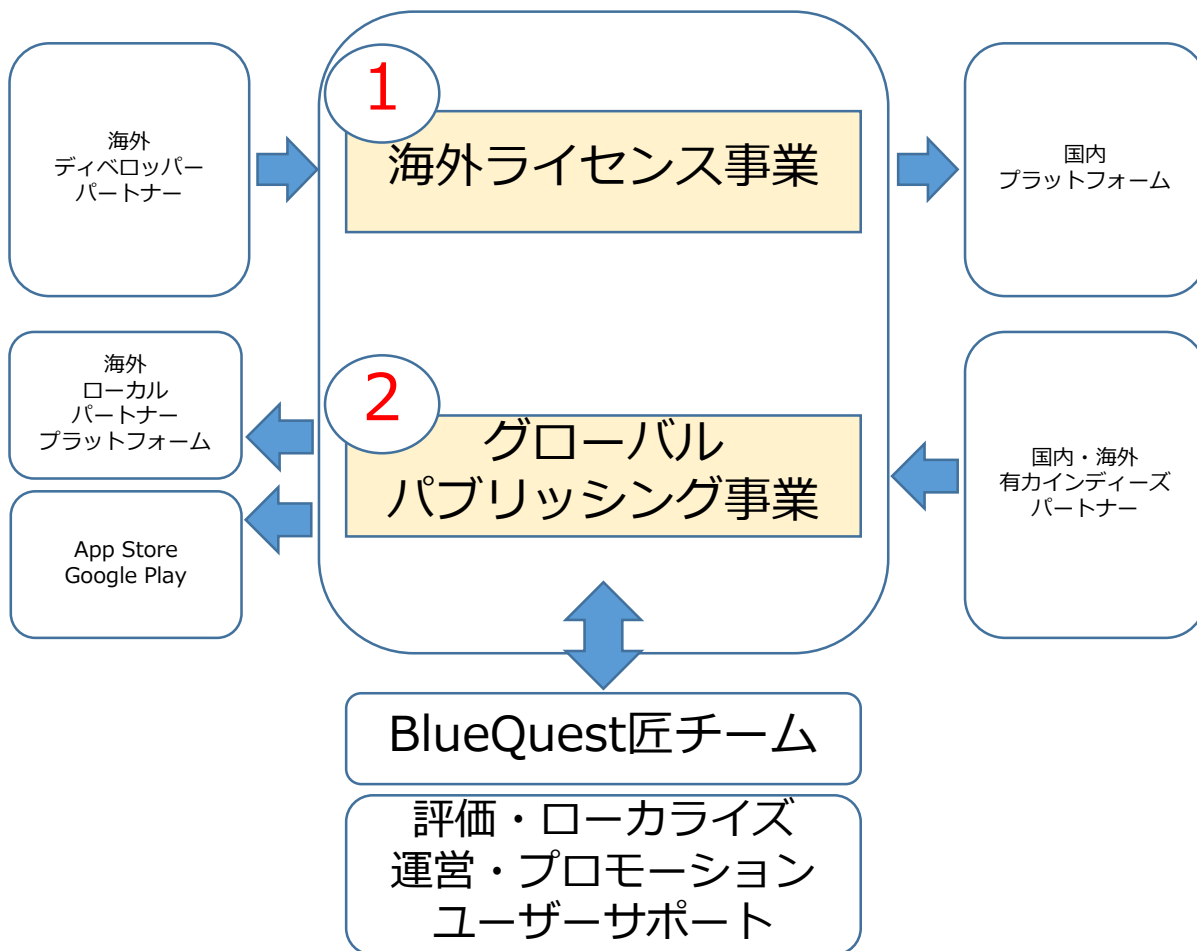 1
海外ライセンス事業
海外
ディベロッパー
パートナー
国内
プラットフォーム
2
グローバル
パブリッシング事業
海外
ローカル
パートナー
プラットフォーム
App Store
Google Play
国内・海外
有力インディーズ
パートナー
BlueQuest匠チーム
評価・ローカライズ
運営・プロモーション
ユーザーサポート